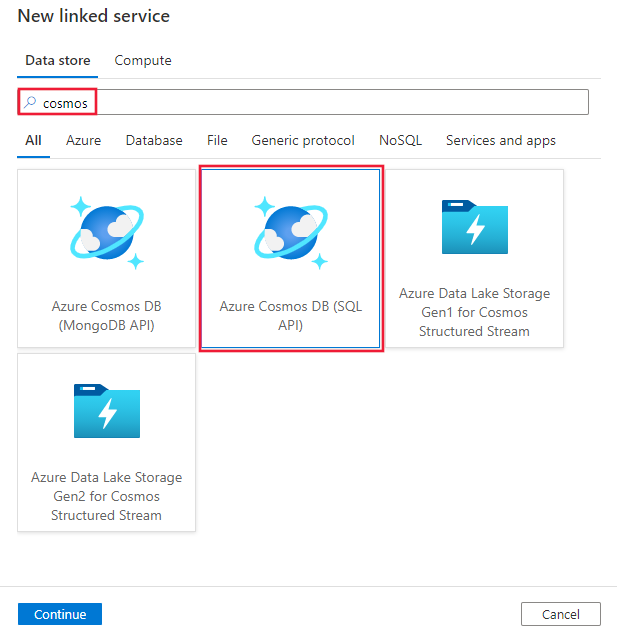 New linked service
Data store Compute
cosmos
All Azure Database File Generic protocol NoSQL Services and apps
Azure Cosmos DB
(MongoDB API)
Azure Cosmos DB (SQL
API)
Azure Data Lake Storage
Gen1 for Cosmos
Structured Stream
Azure Data Lake Storage
Gen2 for Cosmos
Structured Stream
Continue Cancel